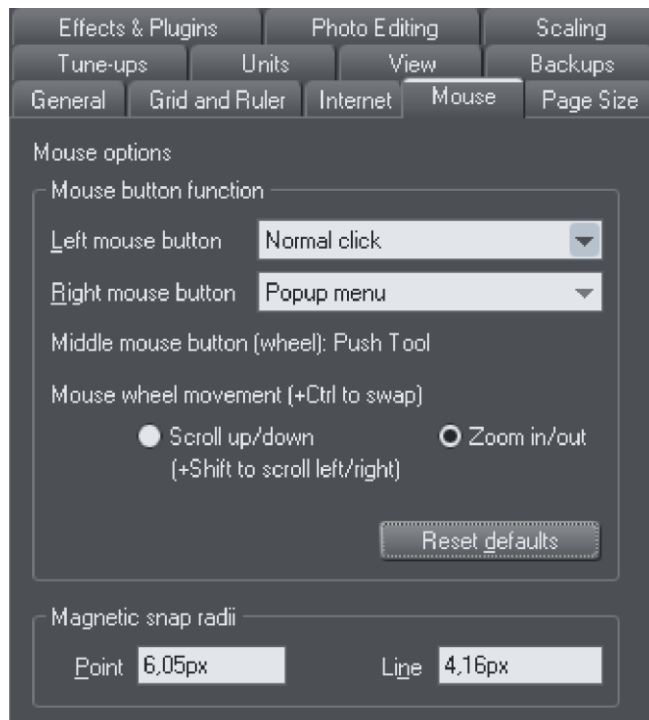 Effects & Plugins Photo Editing Scaling
Tune-ups Units View Backups
General Grid and Ruler Internet Mouse Page Size
Mouse options
Mouse button function
Left mouse button Normal click
Right mouse button Popup menu
Middle mouse button (wheel): Push Tool
Mouse wheel movement (+Ctrl to swap)
Scroll up/down Zoom in/out
(+Shift to scroll left/right)
Reset defaults
Magnetic snap radii
Point 6,05px Line 4,16px